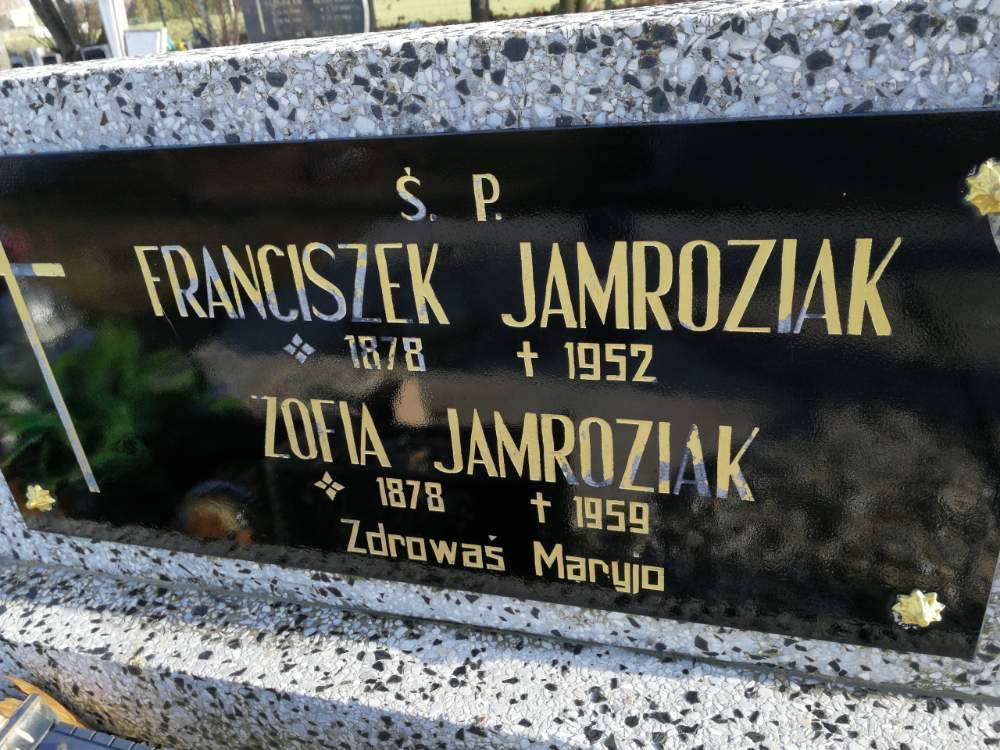 Ś. P.
FRANCISZEK JAMROZIAK
1878 † 1952
ZOFIA JAMROZIAK
1878 † 1959
Zdrowaś Maryjo